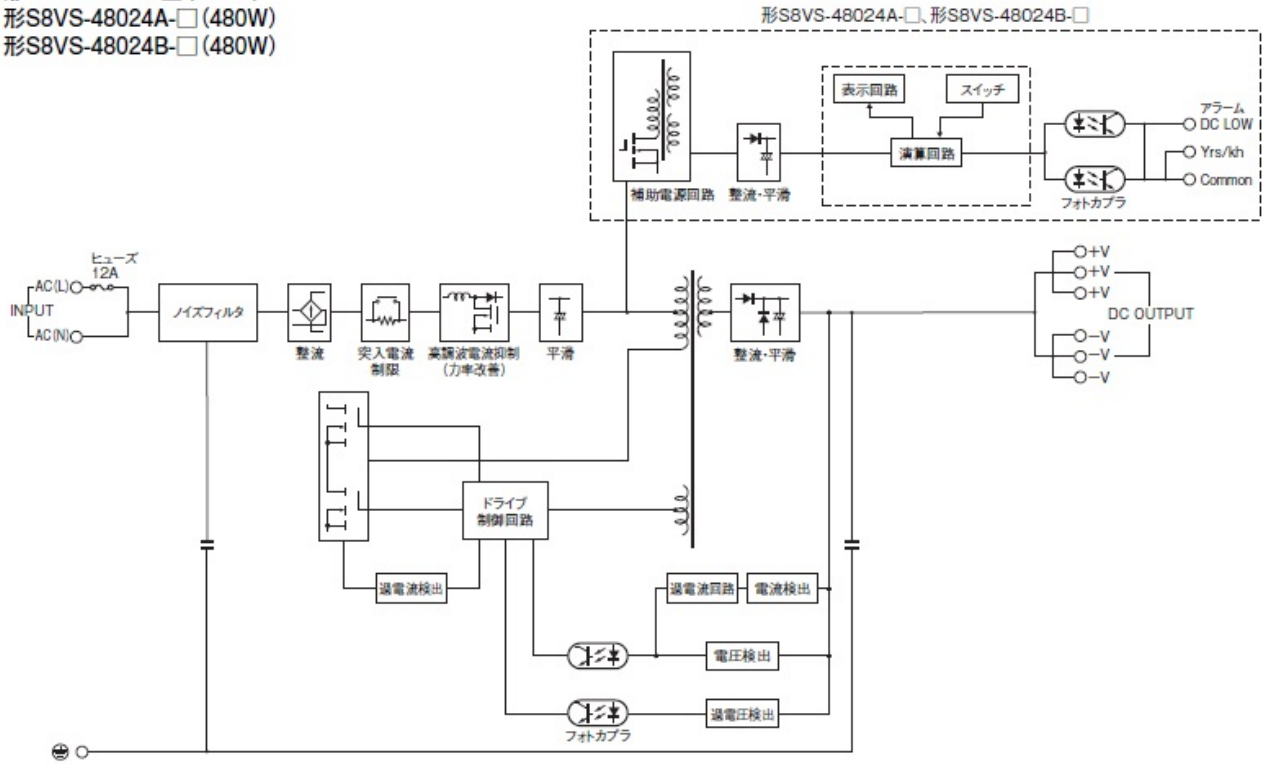 形S8VS-48024A-□(480W)
形S8VS-48024B-□(480W)
形S8VS-48024A-□、形S8VS-48024B-□
表示回路
スイッチ
演算回路
アラーム
DC LOW
Yrs/kh
Common
補助電源回路
整流・平滑
フォトカプラ
ヒューズ
12A
AC(L)
INPUT
AC(N)
ノイズフィルタ
整流
突入電流
制限
高調波電流抑制
(力率改善)
平滑
整流・平滑
+V
+V
+V
DC OUTPUT
−V
−V
−V
ドライブ
制御回路
過電流検出
過電流回路
電流検出
電圧検出
過電圧検出
フォトカプラ